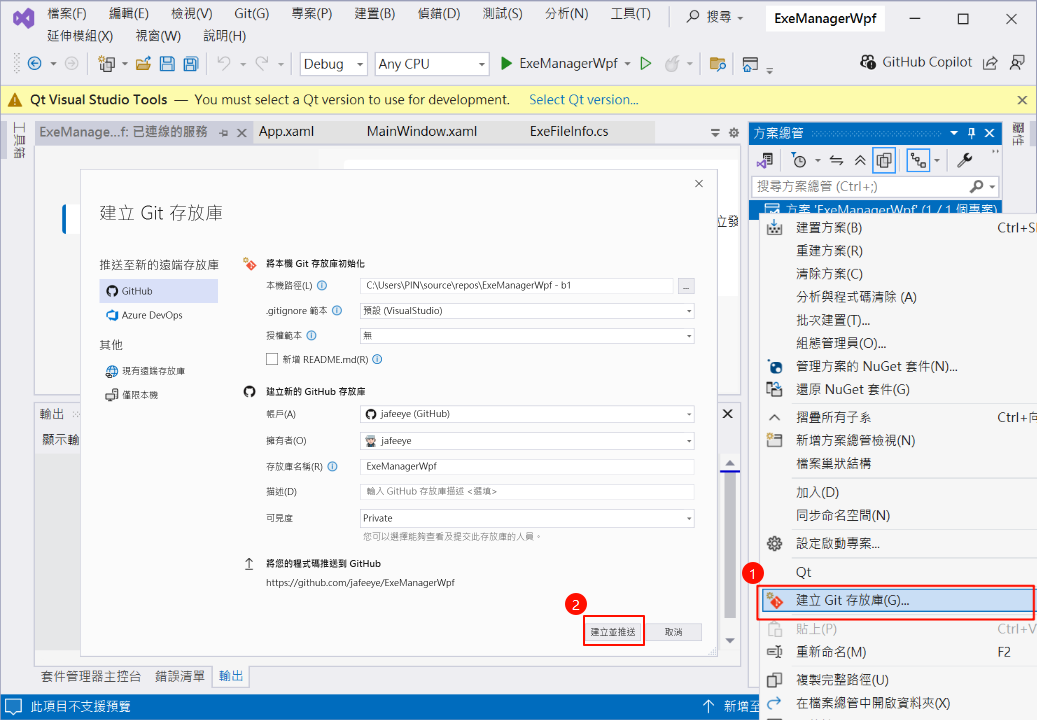 檔案(F) 編輯(E) 檢視(V) Git(G) 專案(P) 建置(B) 偵錯(D) 測試(S) 分析(N) 工具(T) 搜尋 ExeManagerWpf
延伸模組(X) 視窗(W) 說明(H)
Debug Any CPU ExeManagerWpf GitHub Copilot
Qt Visual Studio Tools — You must select a Qt version to use for development. Select Qt version...
工具箱
ExeManage...f: 已連線的服務 App.xaml MainWindow.xaml ExeFileInfo.cs
立發
建立 Git 存放庫
推送至新的遠端存放庫
GitHub
Azure DevOps
其他
現有遠端存放庫
僅限本機
將本機 Git 存放庫初始化
本機路徑(L) C:\Users\PIN\source\repos\ExeManagerWpf - b1 ...
.gitignore 範本 預設 (VisualStudio)
授權範本 無
新增 README.md(R)
建立新的 GitHub 存放庫
帳戶(A) jafeeye (GitHub)
擁有者(O) jafeeye
存放庫名稱(R) ExeManagerWpf
描述(D) 輸入 GitHub 存放庫描述 <選填>
可見度 Private
您可以選擇能夠查看及提交此存放庫的人員。
將您的程式碼推送到 GitHub
https://github.com/jafeeye/ExeManagerWpf
2
建立並推送 取消
輸出
顯示輸
套件管理器主控台 錯誤清單 輸出
此項目不支援預覽 新增至
方案總管
屬性
搜尋方案總管 (Ctrl+;)
方案 'ExeManagerWpf' (1 / 1 個專案)
建置方案(B) Ctrl+S
重建方案(R)
清除方案(C)
分析與程式碼清除 (A)
批次建置(T)...
組態管理員(O)...
管理方案的 NuGet 套件(N)...
還原 NuGet 套件(G)
摺疊所有子系 Ctrl+向
新增方案總管檢視(N)
檔案巢狀結構
加入(D)
同步命名空間(N)
設定啟動專案...
Qt
1
建立 Git 存放庫(G)...
貼上(P) Ctrl+V
重新命名(M) F2
複製完整路徑(U)
在檔案總管中開啟資料夾(X)